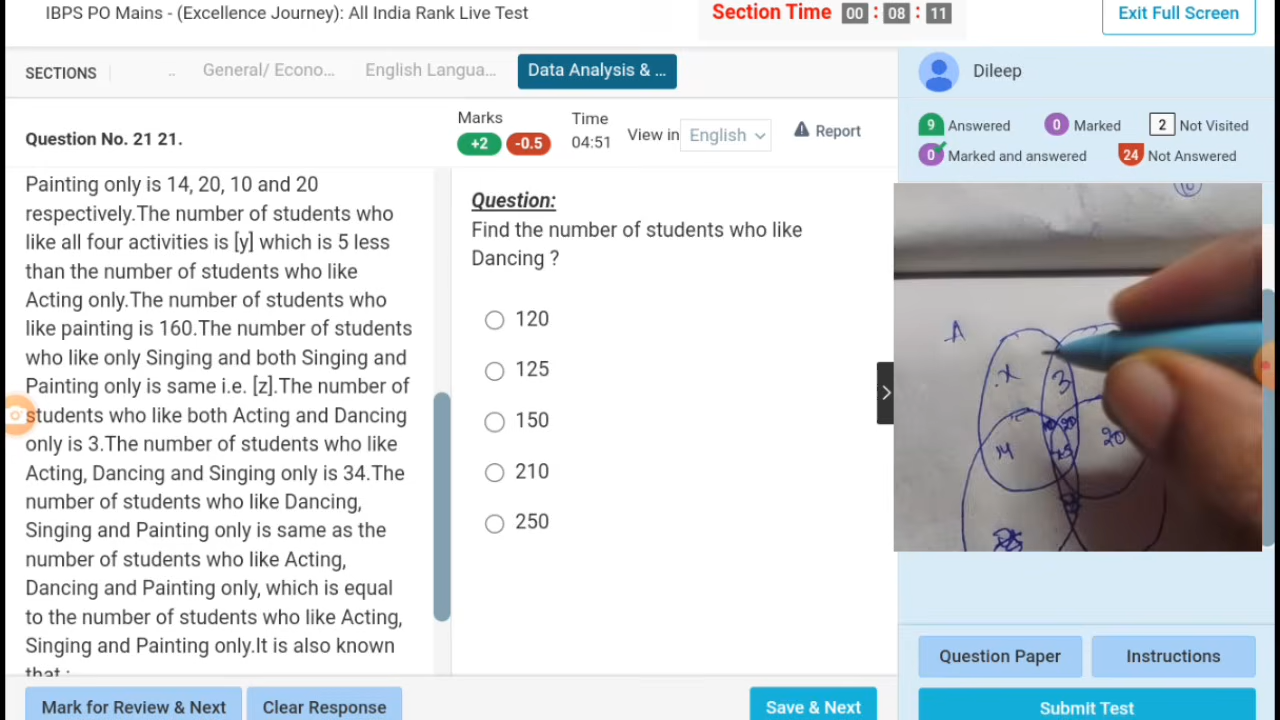 IBPS PO Mains - (Excellence Journey): All India Rank Live Test
Section Time 00 : 08 : 11
Exit Full Screen
SECTIONS
..
General/ Econo...
English Langua...
Data Analysis & ...
Dileep
Question No. 21 21.
Marks
+2 -0.5
Time
04:51
View in English
Report
9 Answered
0 Marked
2 Not Visited
0 Marked and answered
24 Not Answered
Painting only is 14, 20, 10 and 20
respectively.The number of students who
like all four activities is [y] which is 5 less
than the number of students who like
Acting only.The number of students who
like painting is 160.The number of students
who like only Singing and both Singing and
Painting only is same i.e. [z].The number of
students who like both Acting and Dancing
only is 3.The number of students who like
Acting, Dancing and Singing only is 34.The
number of students who like Dancing,
Singing and Painting only is same as the
number of students who like Acting,
Dancing and Painting only, which is equal
to the number of students who like Acting,
Singing and Painting only.It is also known
that :
Question:
Find the number of students who like
Dancing ?
120
125
150
210
250
A
x
3
20
14
20
Question Paper
Instructions
Mark for Review & Next
Clear Response
Save & Next
Submit Test